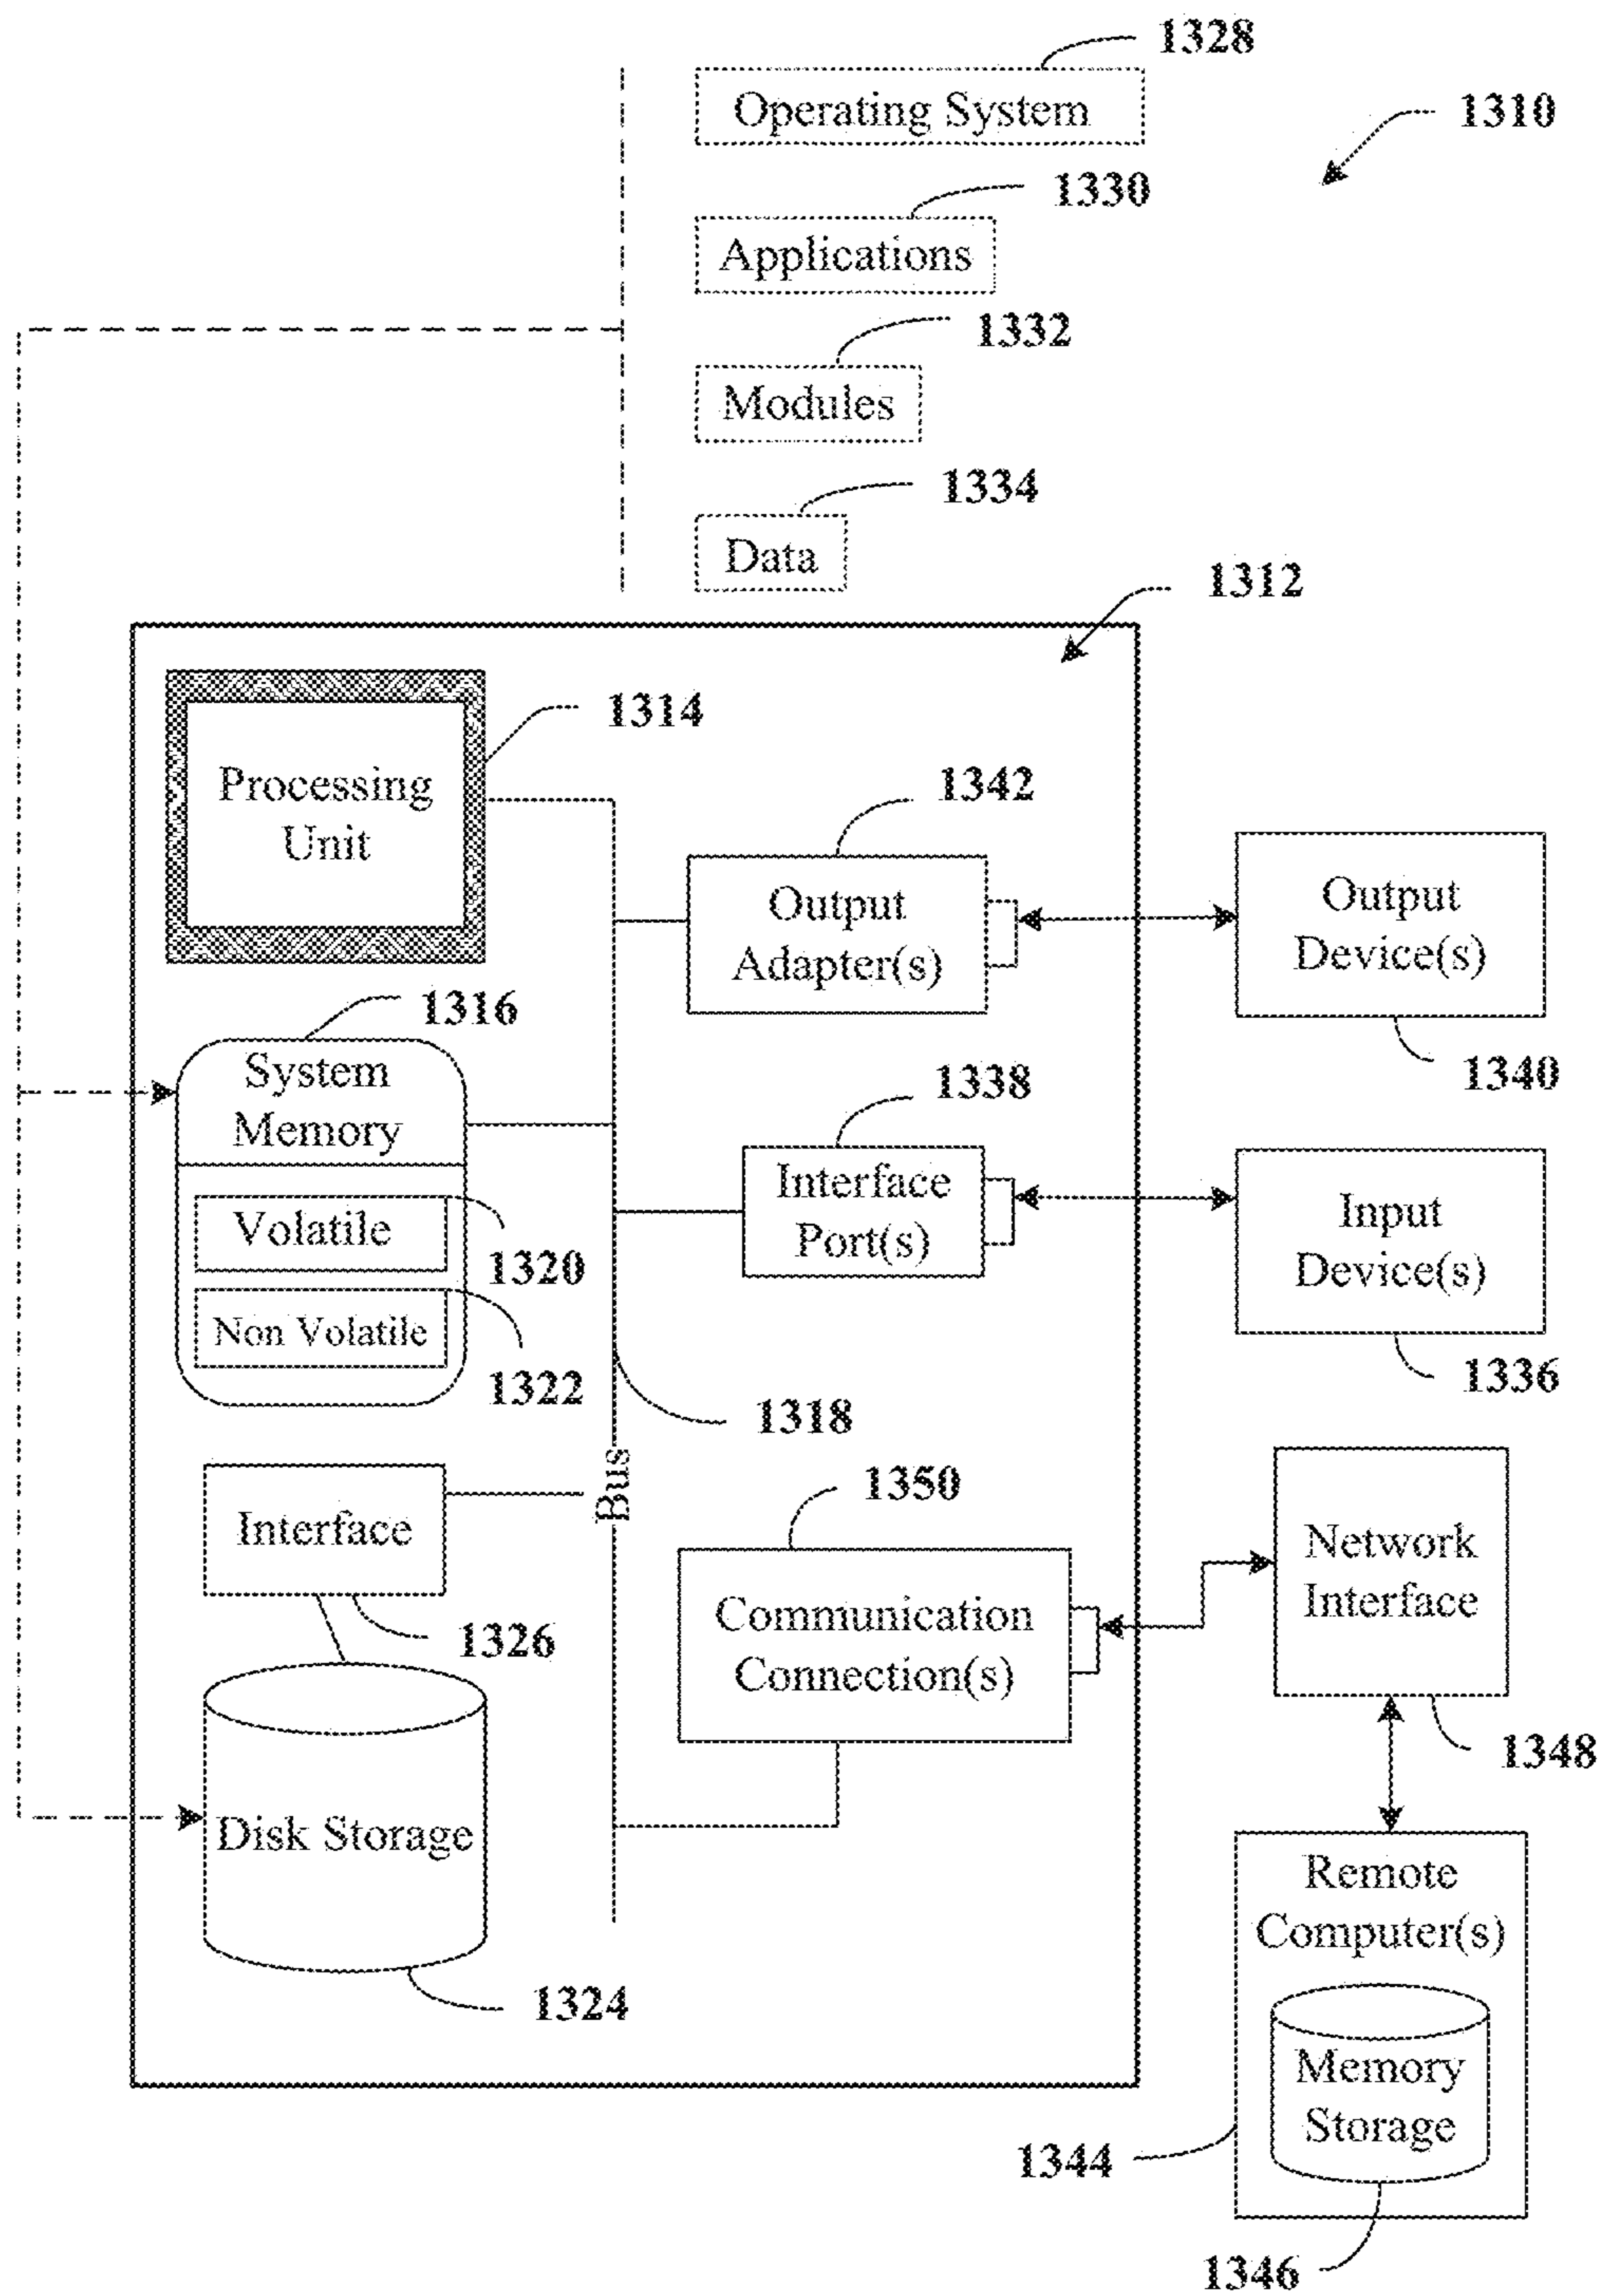 1328
Operating System
1310
1330
Applications
1332
Modules
1334
Data
1312
1314
Processing
Unit
1342
Output
Adapter(s)
Output
Device(s)
1340
1316
System
Memory
1338
Interface
Port(s)
Input
Device(s)
1336
Volatile
1320
Non Volatile
1322
1318
Bus
1350
Interface
1326
Communication
Connection(s)
Network
Interface
1348
Disk Storage
1324
Remote
Computer(s)
Memory
Storage
1344
1346